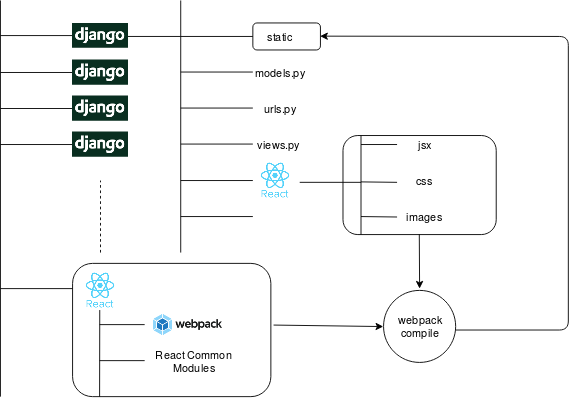 django
static
django
models.py
django
urls.py
django
views.py
jsx
React
css
images
React
webpack
React Common
Modules
webpack
compile